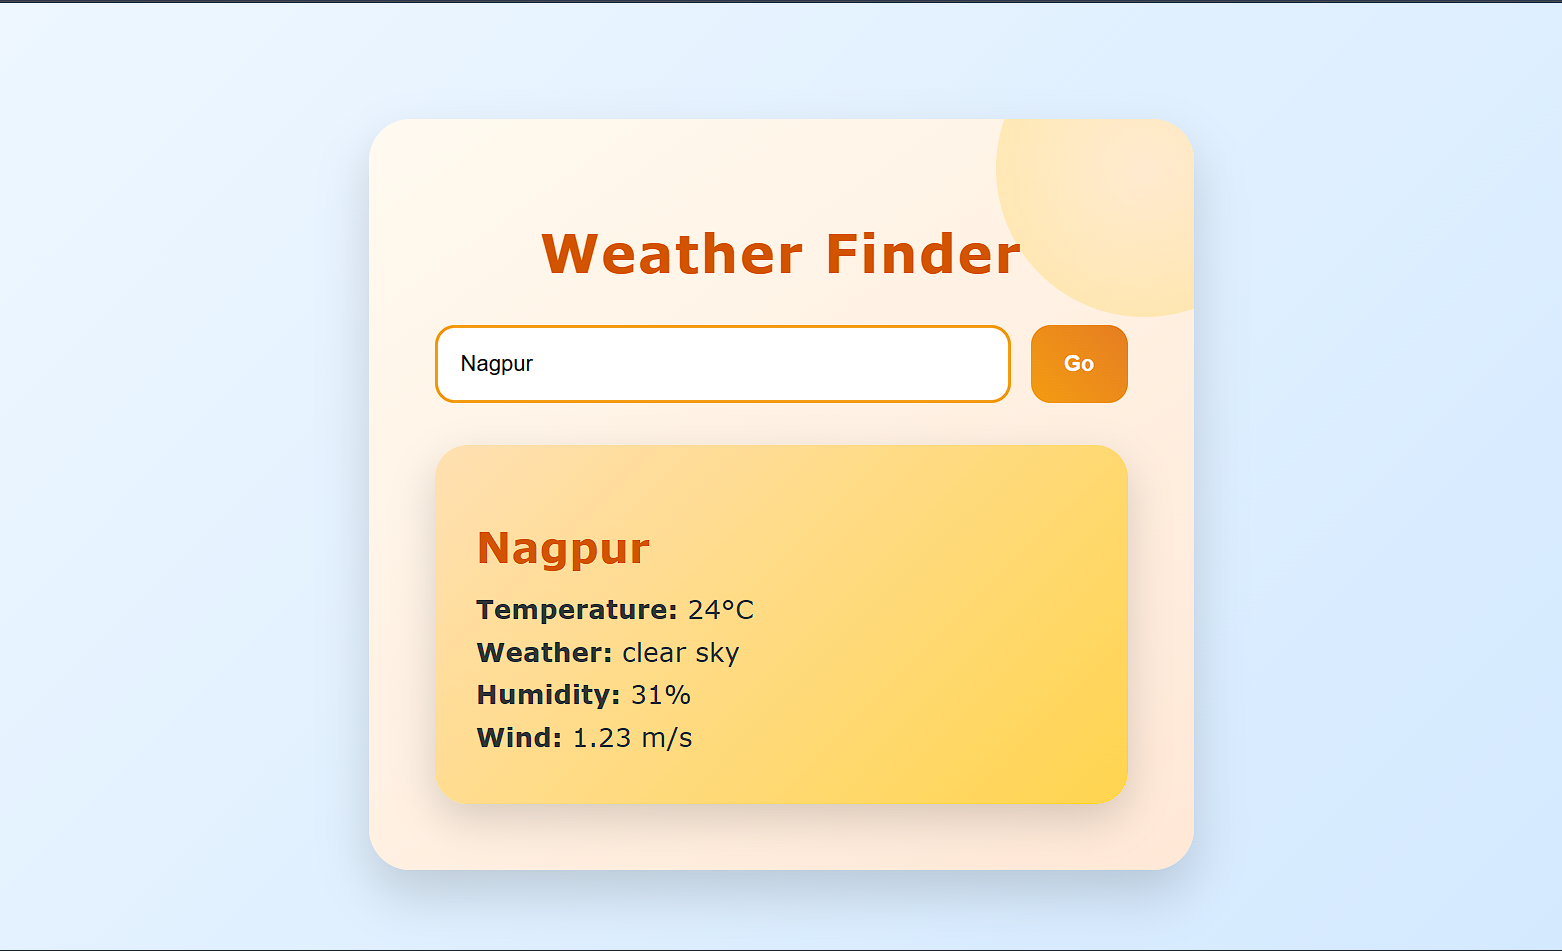 Weather Finder
Nagpur
Go
Nagpur
Temperature: 24°C
Weather: clear sky
Humidity: 31%
Wind: 1.23 m/s